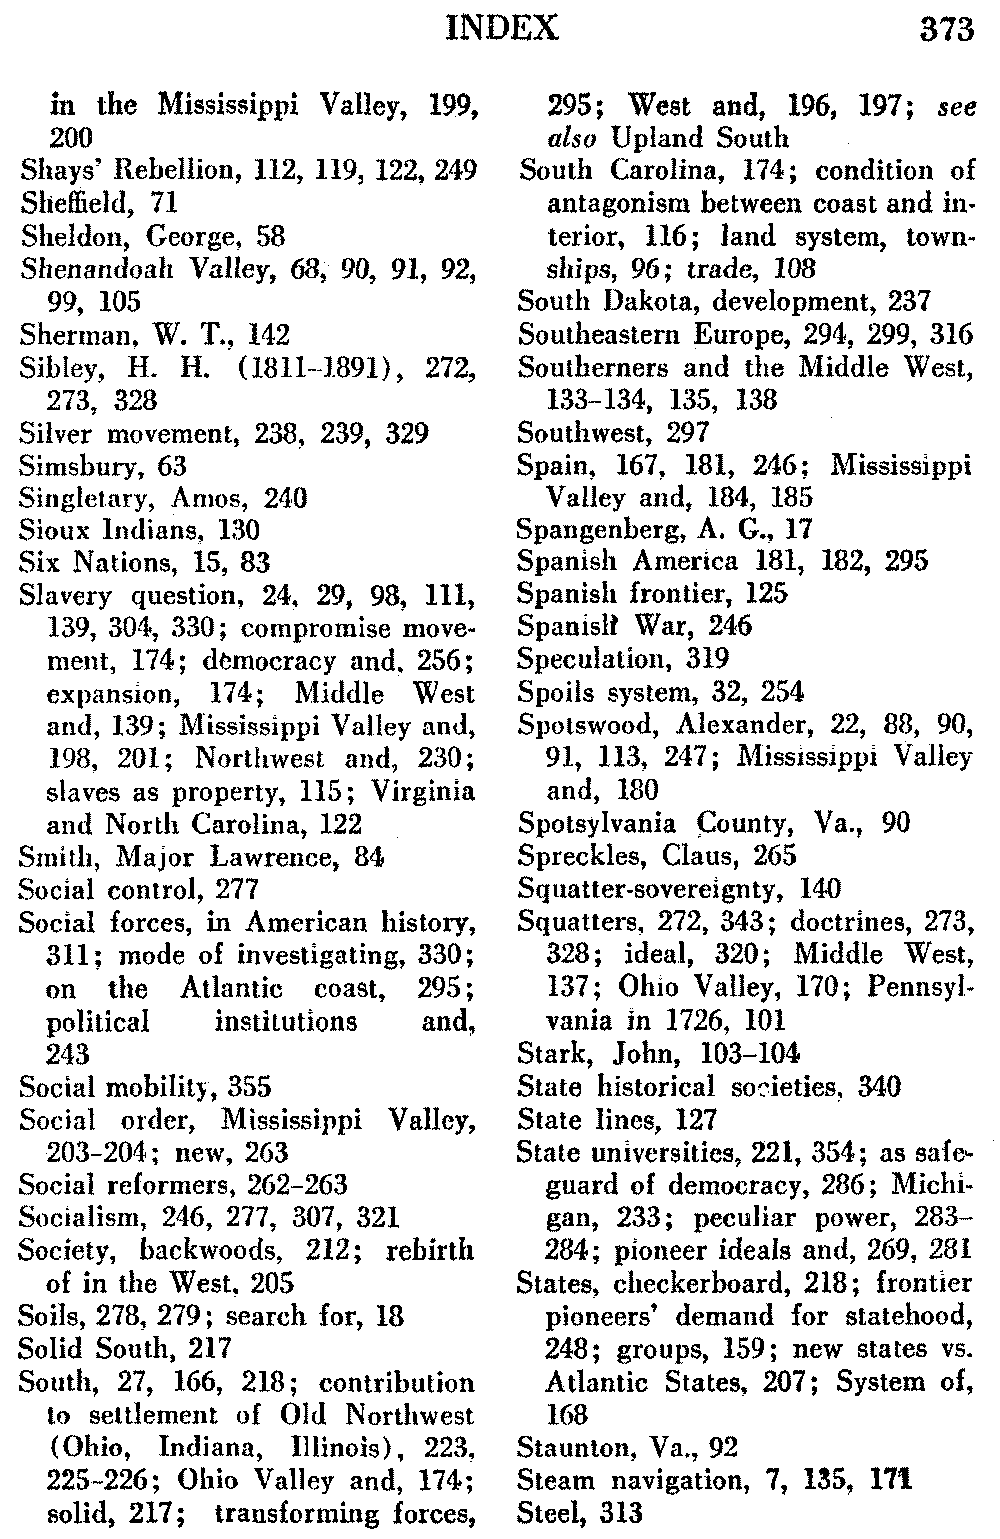 INDEX 373
in the Mississippi Valley, 199,
200
Shays' Rebellion, 112, 119, 122, 249
Sheffield, 71
Sheldon, George, 58
Shenandoah Valley, 68, 90, 91, 92,
99, 105
Sherman, W. T., 142
Sibley, H. H. (1811–1891), 272,
273, 328
Silver movement, 238, 239, 329
Simsbury, 63
Singletary, Amos, 240
Sioux Indians, 130
Six Nations, 15, 83
Slavery question, 24, 29, 98, 111,
139, 304, 330; compromise move-
ment, 174; democracy and, 256;
expansion, 174; Middle West
and, 139; Mississippi Valley and,
198, 201; Northwest and, 230;
slaves as property, 115; Virginia
and North Carolina, 122
Smith, Major Lawrence, 84
Social control, 277
Social forces, in American history,
311; mode of investigating, 330;
on the Atlantic coast, 295;
political institutions and,
243
Social mobility, 355
Social order, Mississippi Valley,
203–204; new, 263
Social reformers, 262–263
Socialism, 246, 277, 307, 321
Society, backwoods, 212; rebirth
of in the West, 205
Soils, 278, 279; search for, 18
Solid South, 217
South, 27, 166, 218; contribution
to settlement of Old Northwest
(Ohio, Indiana, Illinois), 223,
225–226; Ohio Valley and, 174;
solid, 217; transforming forces,
295; West and, 196, 197; see
also Upland South
South Carolina, 174; condition of
antagonism between coast and in-
terior, 116; land system, town-
ships, 96; trade, 108
South Dakota, development, 237
Southeastern Europe, 294, 299, 316
Southerners and the Middle West,
133–134, 135, 138
Southwest, 297
Spain, 167, 181, 246; Mississippi
Valley and, 184, 185
Spangenberg, A. G., 17
Spanish America 181, 182, 295
Spanish frontier, 125
Spanish War, 246
Speculation, 319
Spoils system, 32, 254
Spotswood, Alexander, 22, 88, 90,
91, 113, 247; Mississippi Valley
and, 180
Spotsylvania County, Va., 90
Spreckles, Claus, 265
Squatter-sovereignty, 140
Squatters, 272, 343; doctrines, 273,
328; ideal, 320; Middle West,
137; Ohio Valley, 170; Pennsyl-
vania in 1726, 101
Stark, John, 103–104
State historical societies, 340
State lines, 127
State universities, 221, 354; as safe-
guard of democracy, 286; Michi-
gan, 233; peculiar power, 283–
284; pioneer ideals and, 269, 281
States, checkerboard, 218; frontier
pioneers' demand for statehood,
248; groups, 159; new states vs.
Atlantic States, 207; System of,
168
Staunton, Va., 92
Steam navigation, 7, 135, 171
Steel, 313